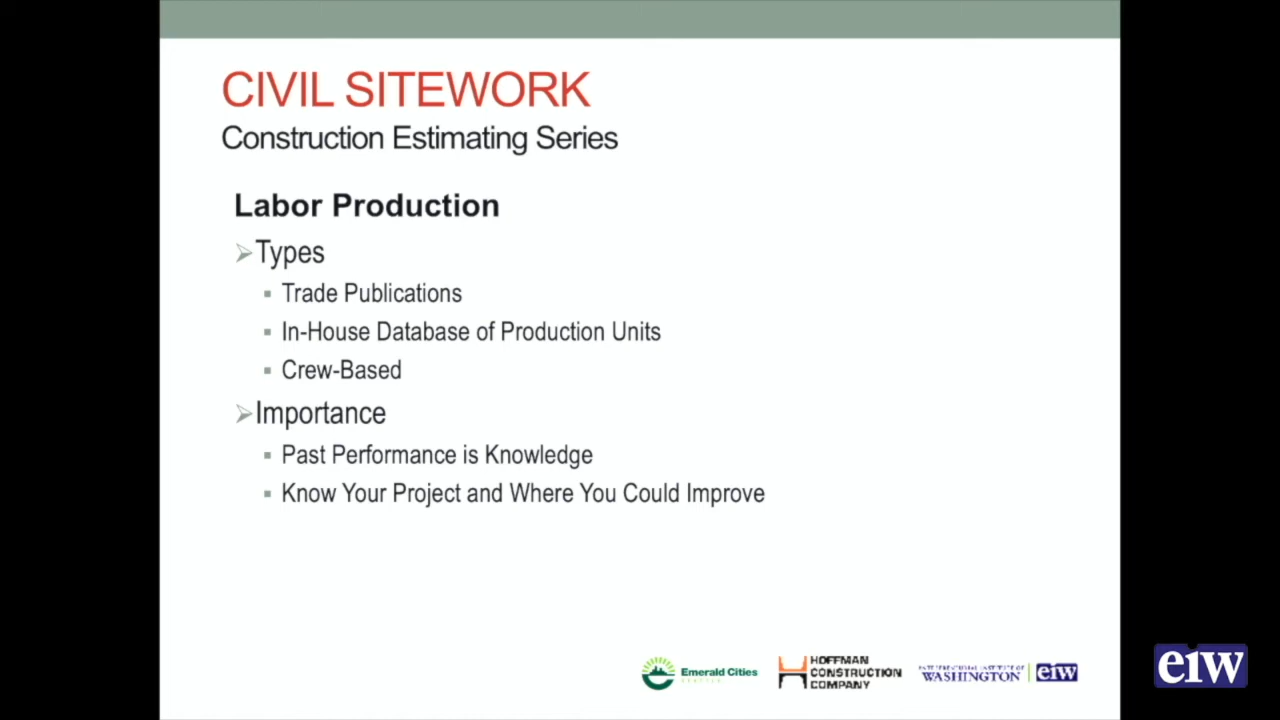 CIVIL SITEWORK
Construction Estimating Series
Labor Production
Types
Trade Publications
In-House Database of Production Units
Crew-Based
Importance
Past Performance is Knowledge
Know Your Project and Where You Could Improve
Emerald Cities
HOFFMAN
CONSTRUCTION
COMPANY
WASHINGTON
eiw
eiw